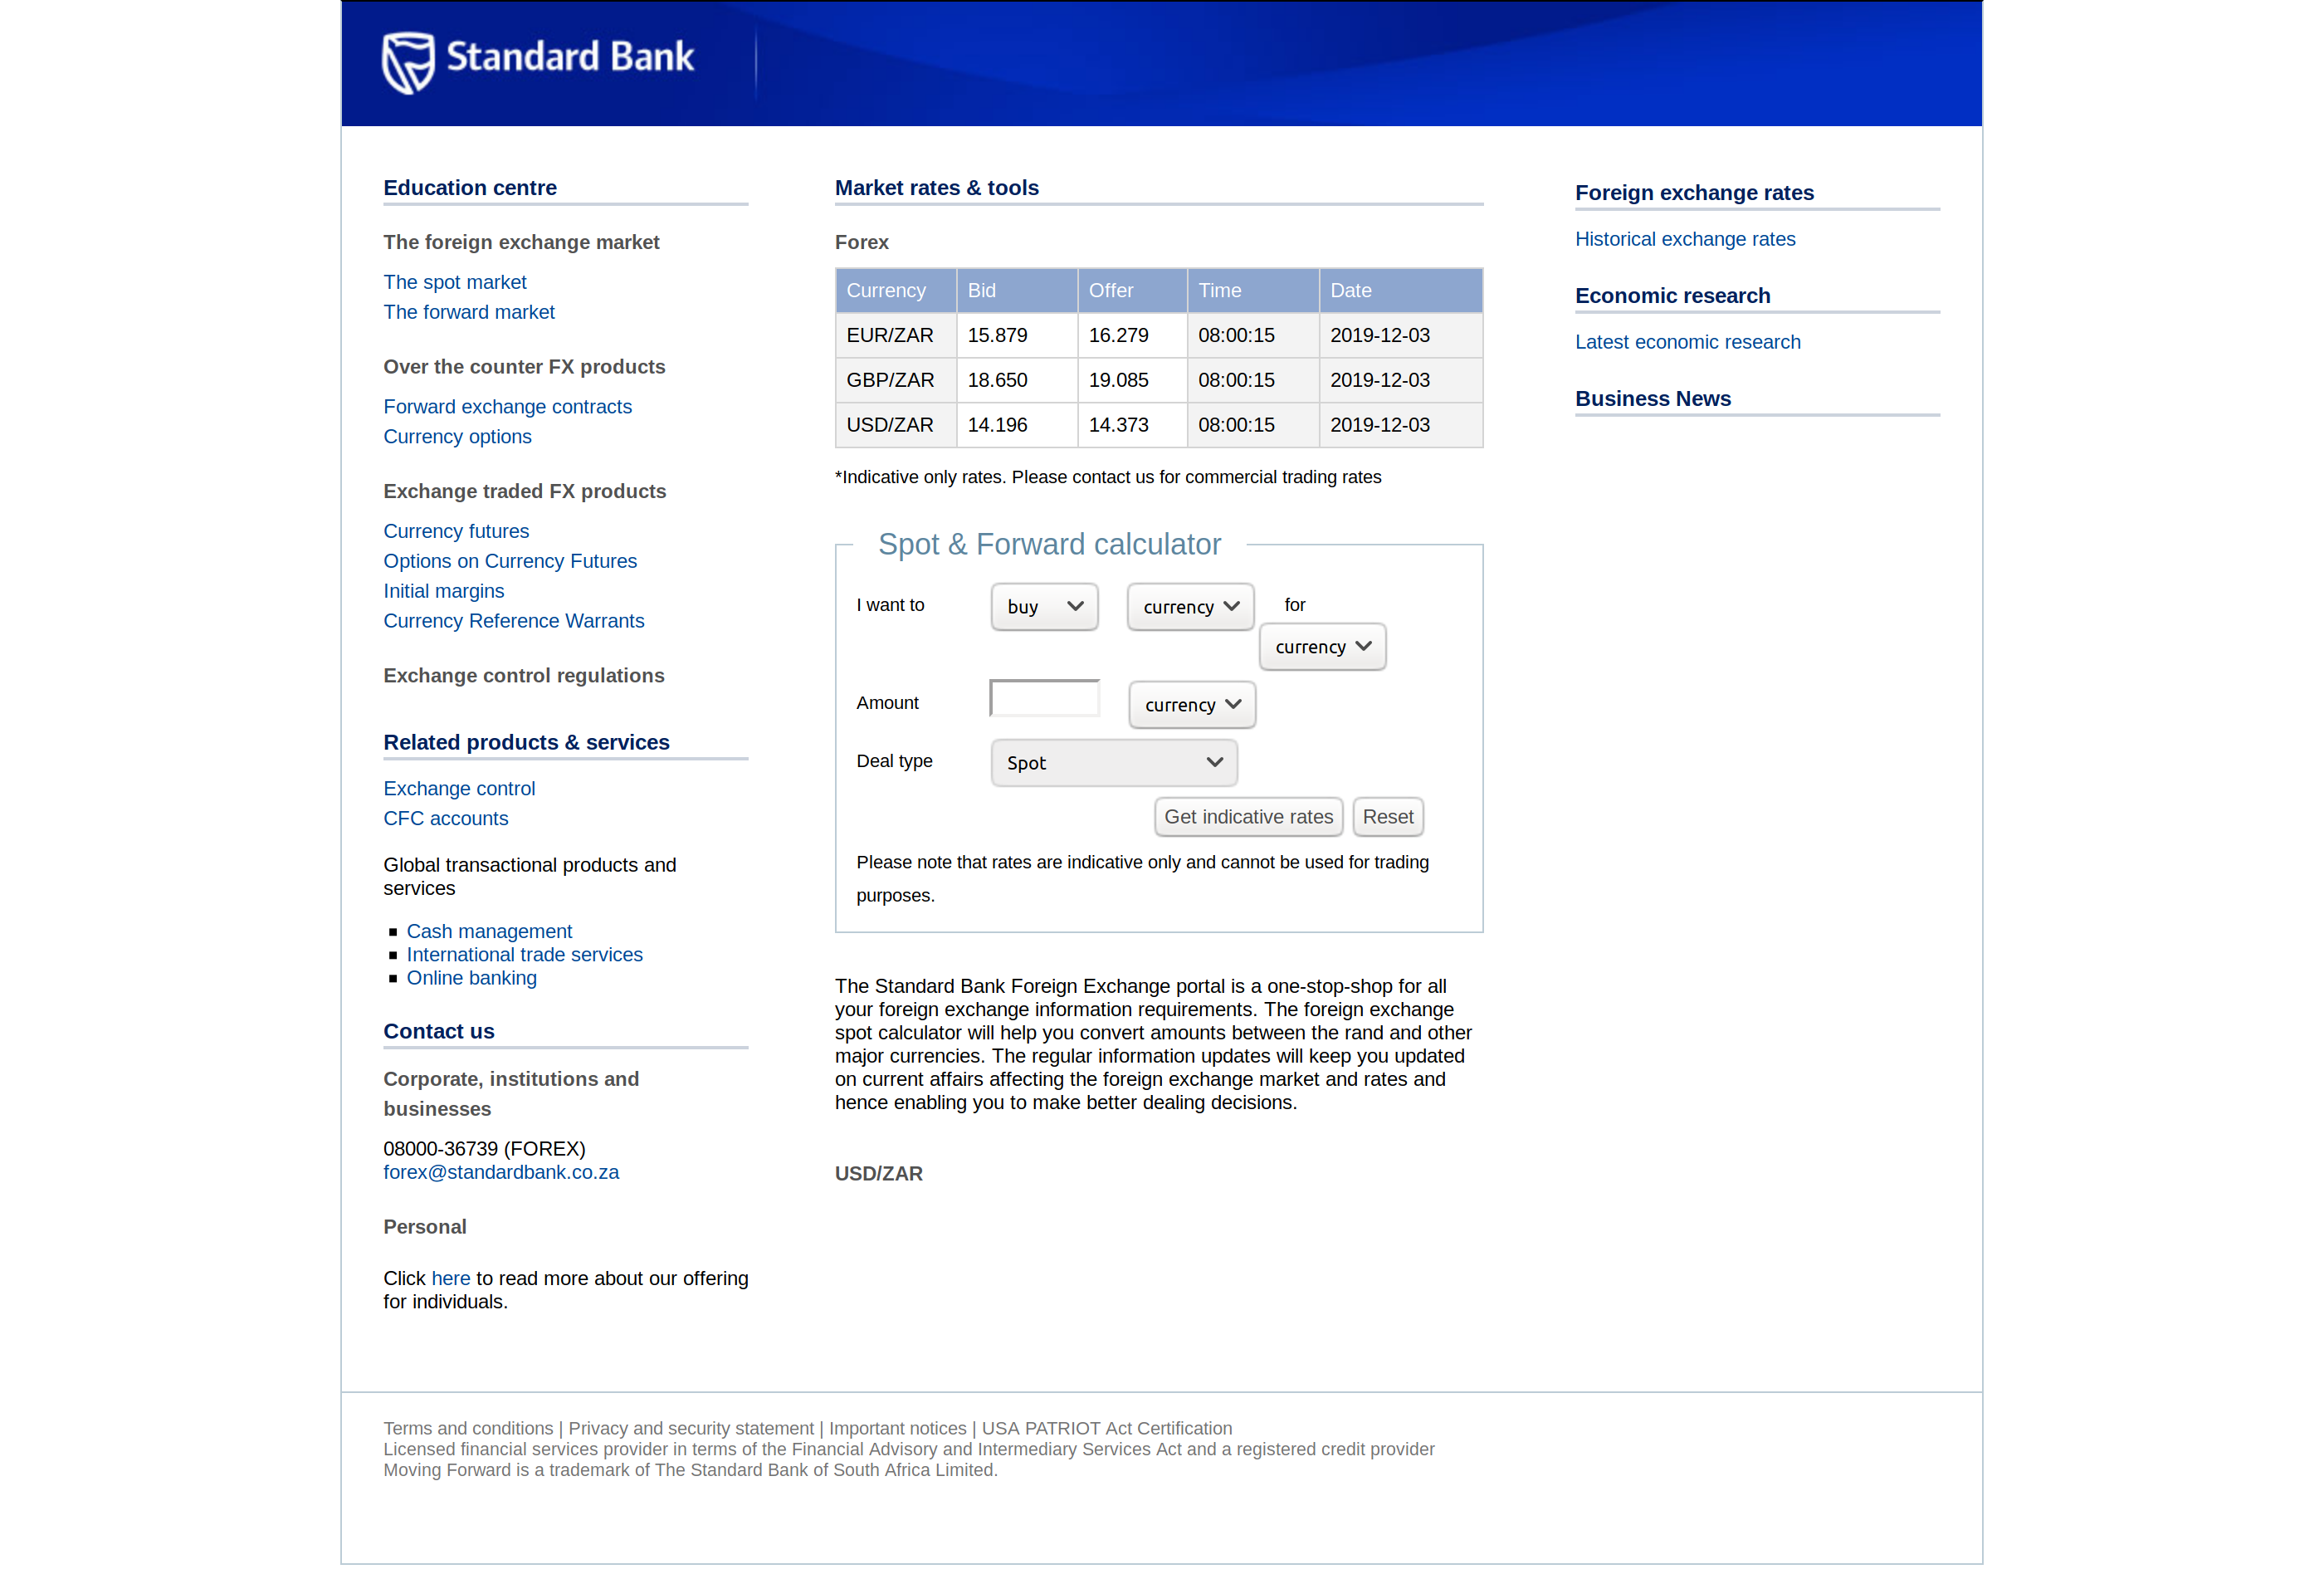 Standard Bank
Education centre
The foreign exchange market
The spot market
The forward market
Over the counter FX products
Forward exchange contracts
Currency options
Exchange traded FX products
Currency futures
Options on Currency Futures
Initial margins
Currency Reference Warrants
Exchange control regulations
Related products & services
Exchange control
CFC accounts
Global transactional products and
services
Cash management
International trade services
Online banking
Contact us
Corporate, institutions and
businesses
08000-36739 (FOREX)
forex@standardbank.co.za
Personal
Click here to read more about our offering
for individuals.
Market rates & tools
Forex
Currency Bid Offer Time Date
EUR/ZAR 15.879 16.279 08:00:15 2019-12-03
GBP/ZAR 18.650 19.085 08:00:15 2019-12-03
USD/ZAR 14.196 14.373 08:00:15 2019-12-03
*Indicative only rates. Please contact us for commercial trading rates
Spot & Forward calculator
I want to buy currency for
currency
Amount currency
Deal type Spot
Get indicative rates Reset
Please note that rates are indicative only and cannot be used for trading
purposes.
The Standard Bank Foreign Exchange portal is a one-stop-shop for all
your foreign exchange information requirements. The foreign exchange
spot calculator will help you convert amounts between the rand and other
major currencies. The regular information updates will keep you updated
on current affairs affecting the foreign exchange market and rates and
hence enabling you to make better dealing decisions.
USD/ZAR
Foreign exchange rates
Historical exchange rates
Economic research
Latest economic research
Business News
Terms and conditions | Privacy and security statement | Important notices | USA PATRIOT Act Certification
Licensed financial services provider in terms of the Financial Advisory and Intermediary Services Act and a registered credit provider
Moving Forward is a trademark of The Standard Bank of South Africa Limited.